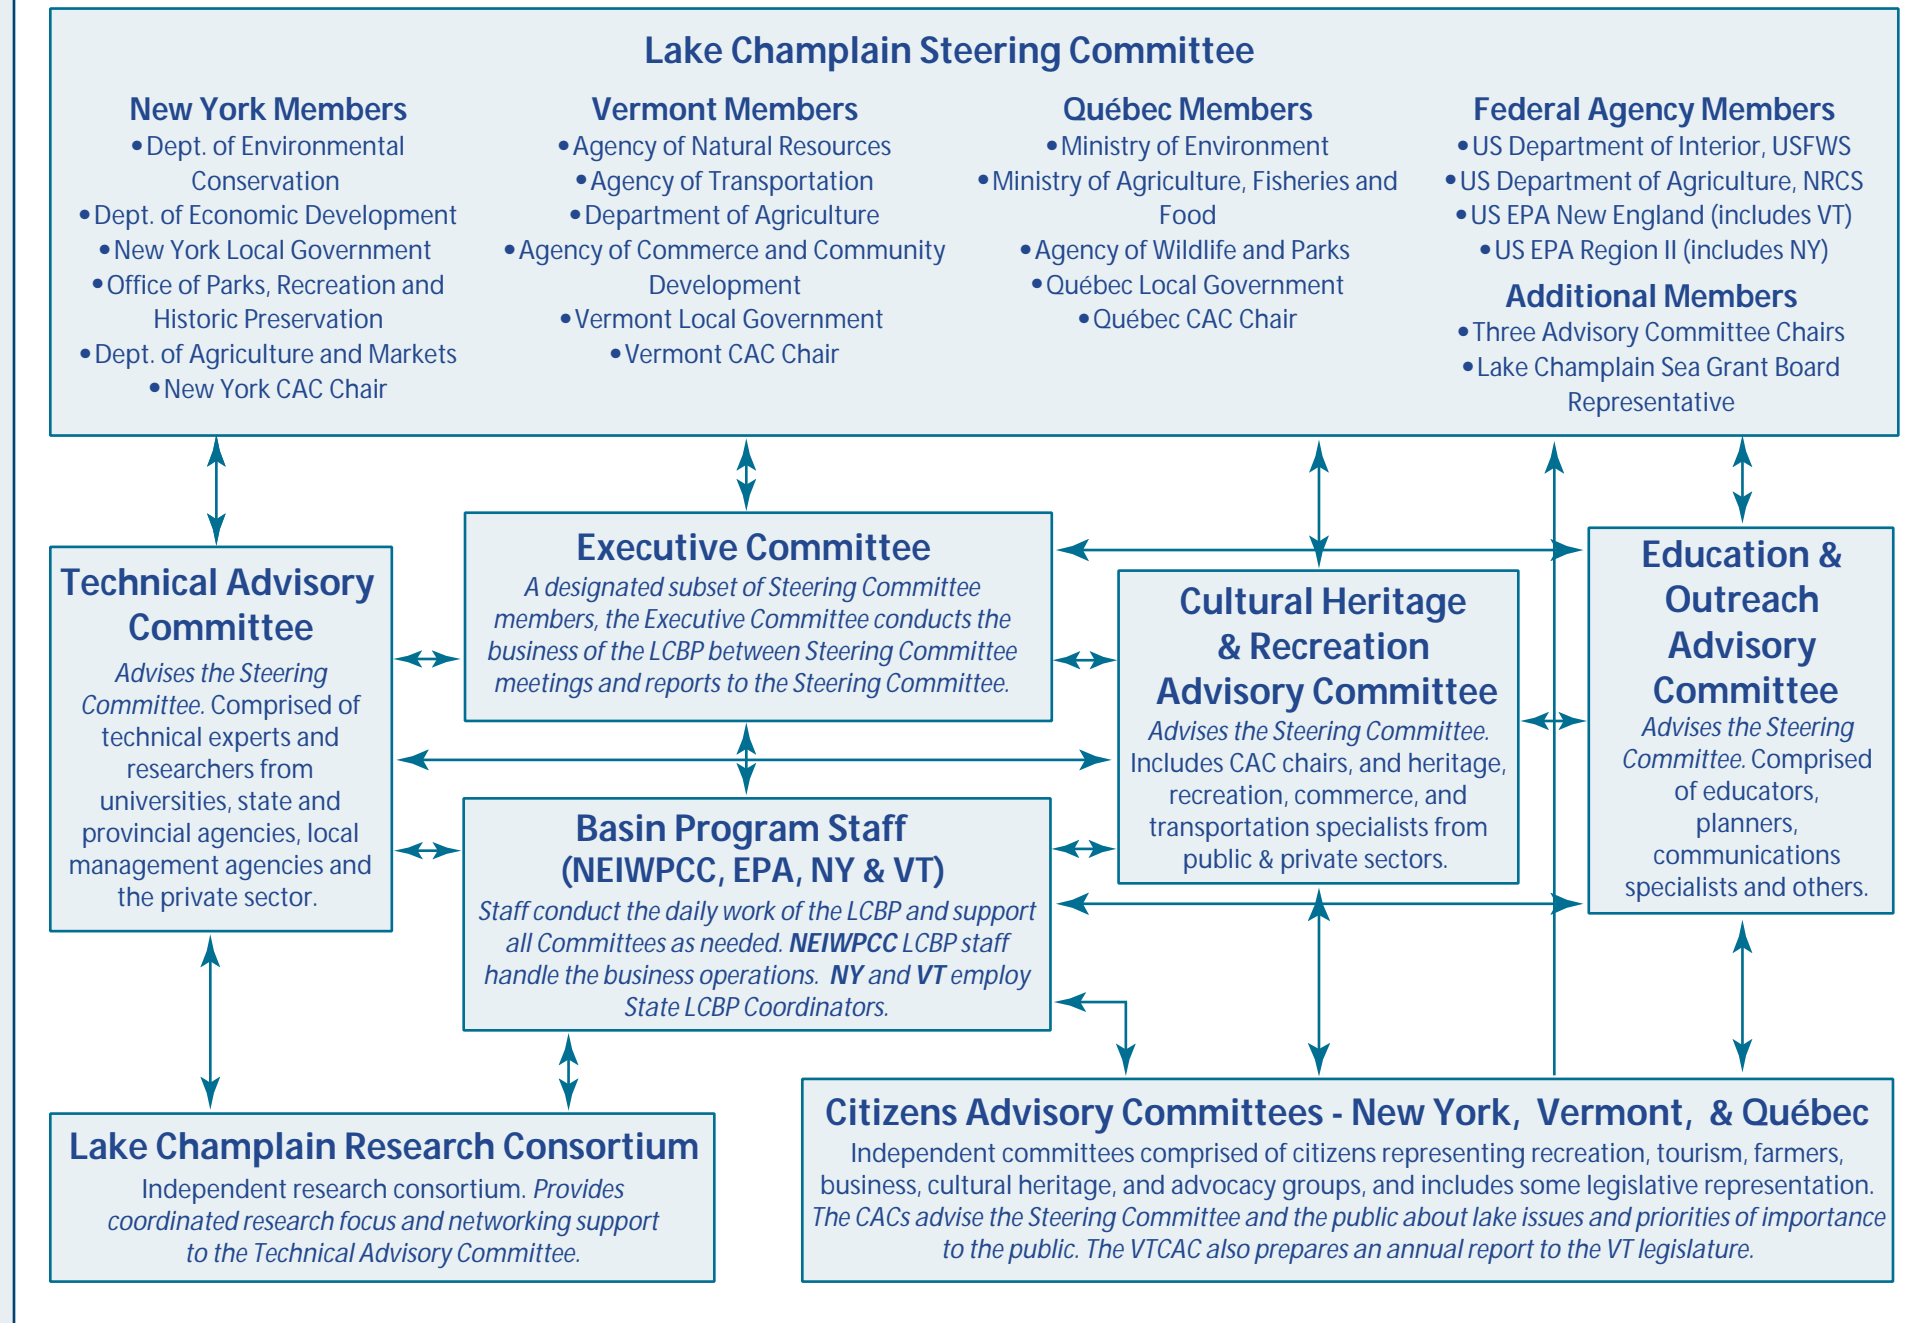 Lake Champlain Steering Committee
New York Members
•Dept. of Environmental
Conservation
•Dept. of Economic Development
•New York Local Government
•Office of Parks, Recreation and
Historic Preservation
•Dept. of Agriculture and Markets
•New York CAC Chair
Vermont Members
•Agency of Natural Resources
•Agency of Transportation
•Department of Agriculture
•Agency of Commerce and Community
Development
•Vermont Local Government
•Vermont CAC Chair
Québec Members
•Ministry of Environment
•Ministry of Agriculture, Fisheries and
Food
•Agency of Wildlife and Parks
•Québec Local Government
•Québec CAC Chair
Federal Agency Members
•US Department of Interior, USFWS
•US Department of Agriculture, NRCS
•US EPA New England (includes VT)
•US EPA Region II (includes NY)
Additional Members
•Three Advisory Committee Chairs
•Lake Champlain Sea Grant Board
Representative
Technical Advisory
Committee
Advises the Steering
Committee. Comprised of
technical experts and
researchers from
universities, state and
provincial agencies, local
management agencies and
the private sector.
Executive Committee
A designated subset of Steering Committee
members, the Executive Committee conducts the
business of the LCBP between Steering Committee
meetings and reports to the Steering Committee.
Cultural Heritage
& Recreation
Advisory Committee
Advises the Steering Committee.
Includes CAC chairs, and heritage,
recreation, commerce, and
transportation specialists from
public & private sectors.
Education &
Outreach
Advisory
Committee
Advises the Steering
Committee. Comprised
of educators,
planners,
communications
specialists and others.
Basin Program Staff
(NEIWPCC, EPA, NY & VT)
Staff conduct the daily work of the LCBP and support
all Committees as needed. NEIWPCC LCBP staff
handle the business operations. NY and VT employ
State LCBP Coordinators.
Lake Champlain Research Consortium
Independent research consortium. Provides
coordinated research focus and networking support
to the Technical Advisory Committee.
Citizens Advisory Committees - New York, Vermont, & Québec
Independent committees comprised of citizens representing recreation, tourism, farmers,
business, cultural heritage, and advocacy groups, and includes some legislative representation.
The CACs advise the Steering Committee and the public about lake issues and priorities of importance
to the public. The VTCAC also prepares an annual report to the VT legislature.